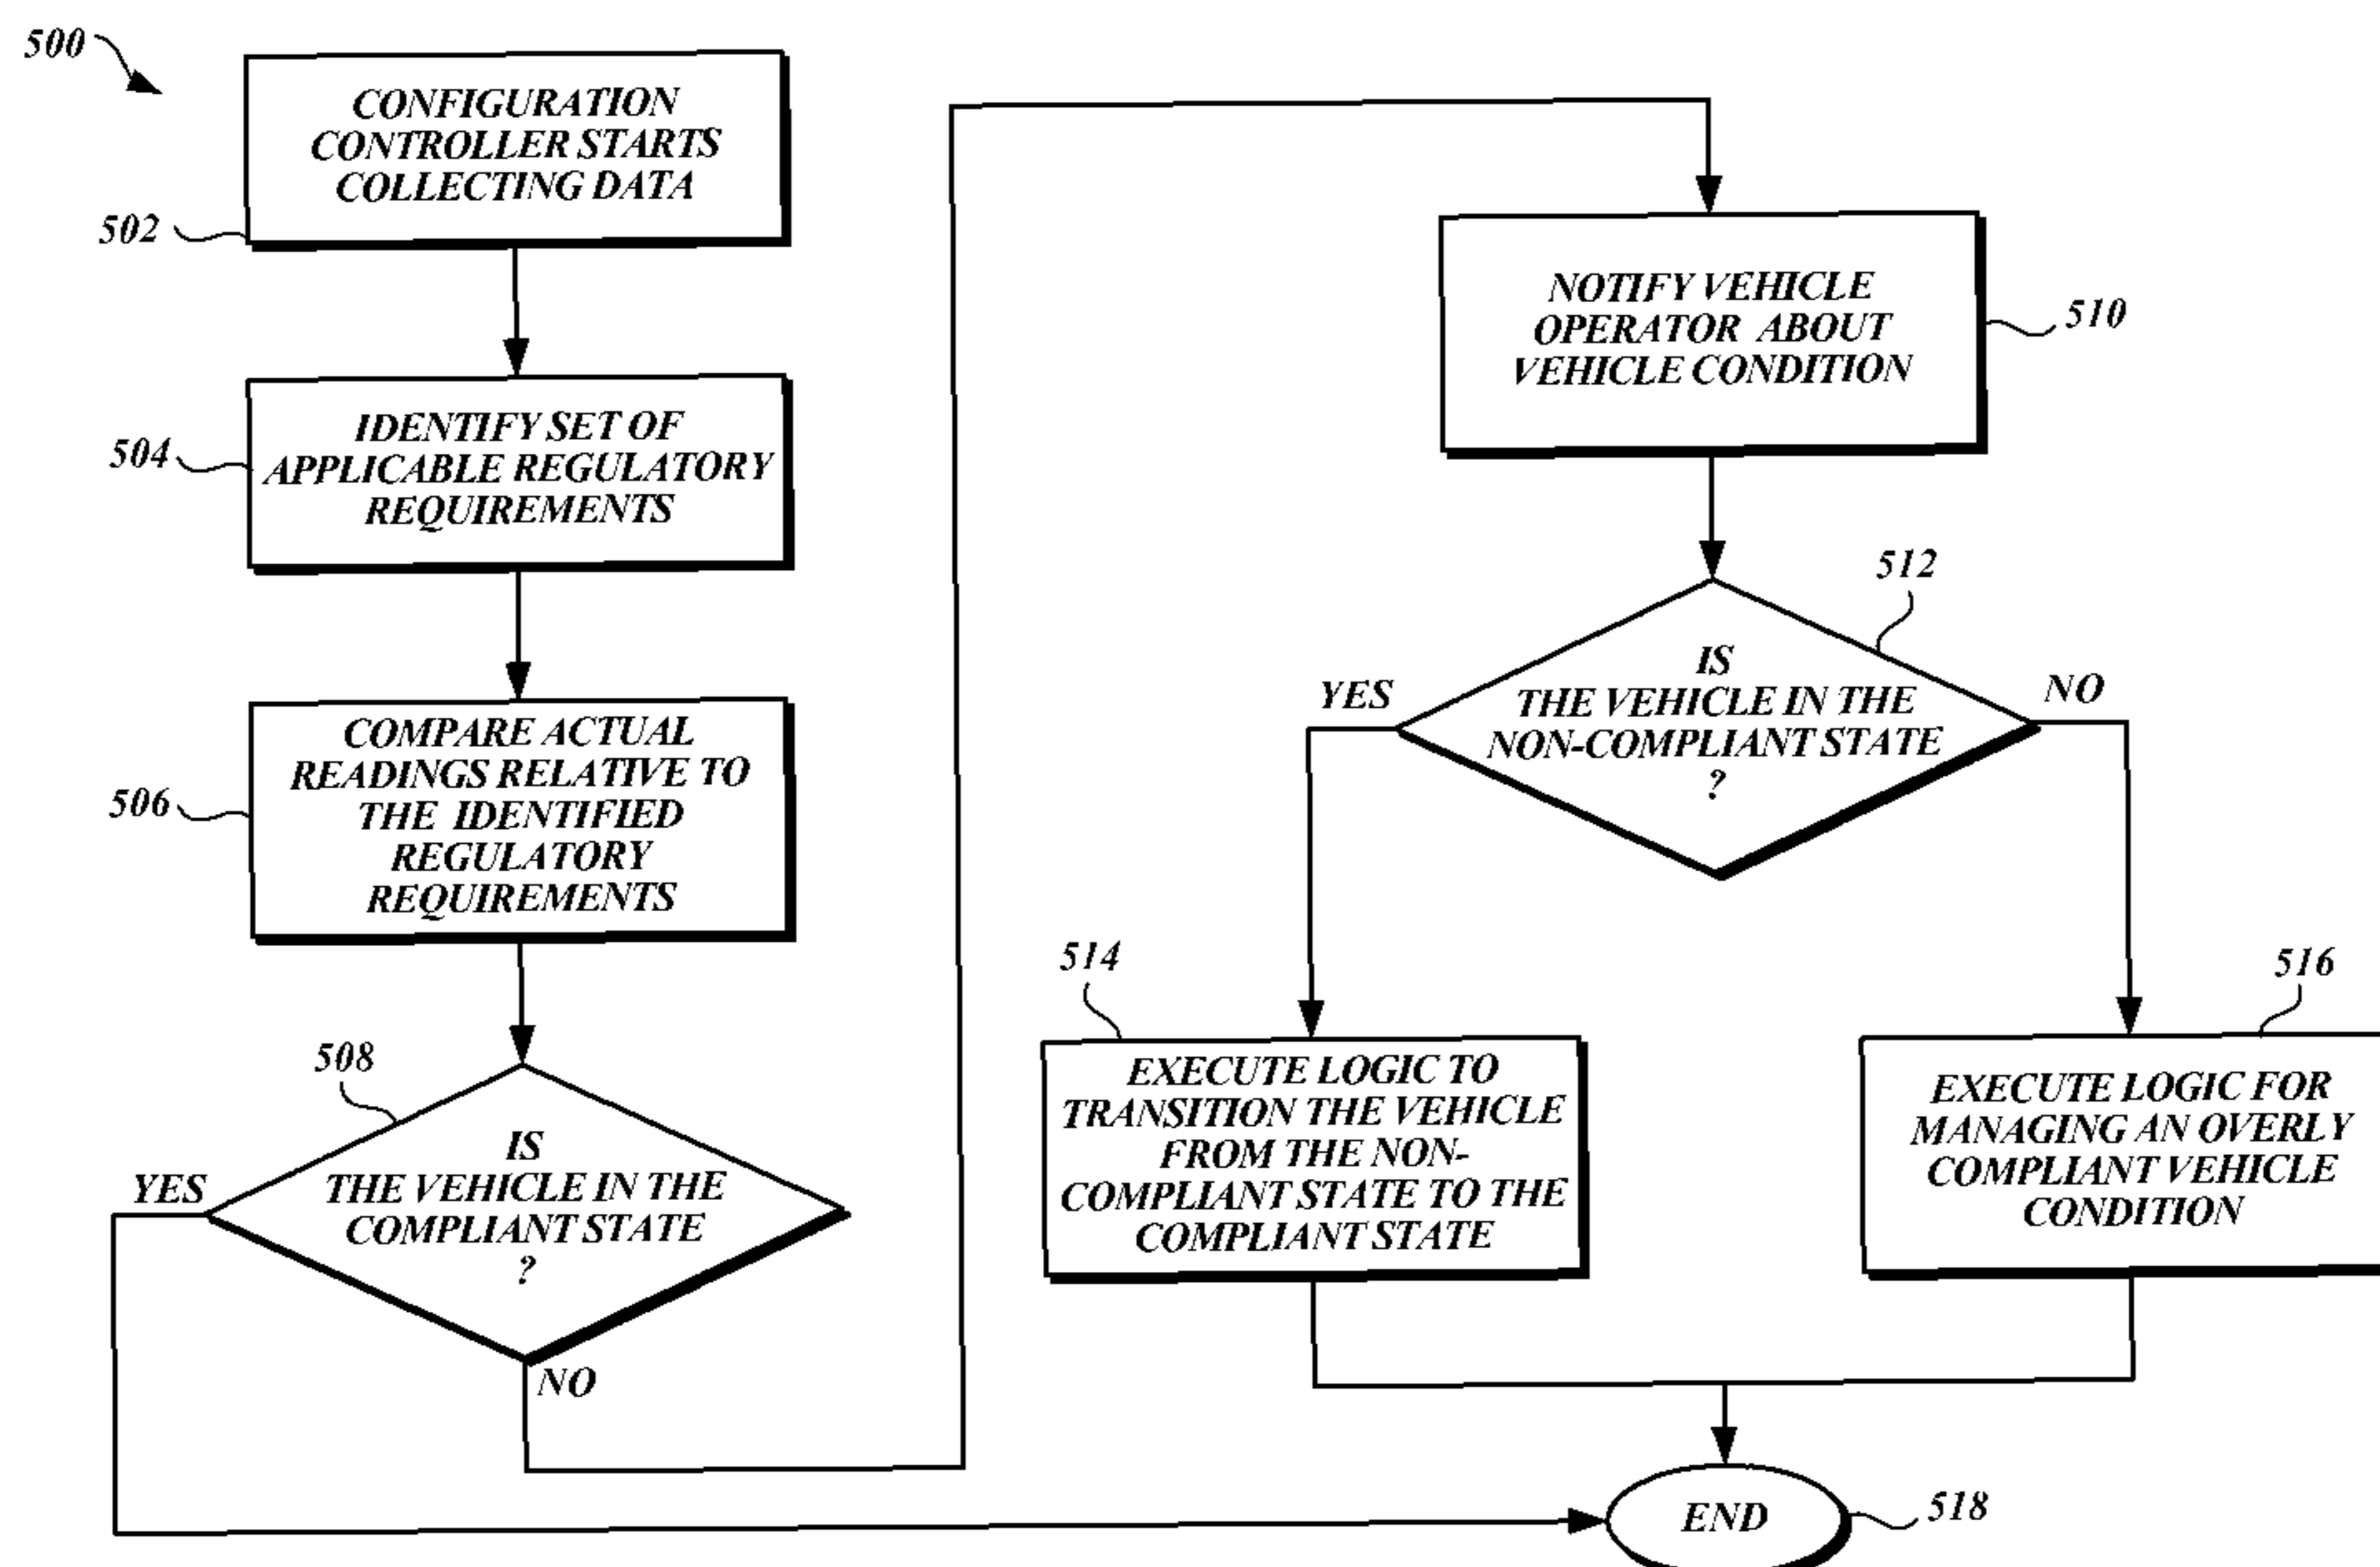 500
CONFIGURATION
CONTROLLER STARTS
COLLECTING DATA
502
IDENTIFY SET OF
APPLICABLE REGULATORY
REQUIREMENTS
504
COMPARE ACTUAL
READINGS RELATIVE TO
THE IDENTIFIED
REGULATORY
REQUIREMENTS
506
508
IS
THE VEHICLE IN THE
COMPLIANT STATE
?
YES
NO
NOTIFY VEHICLE
OPERATOR ABOUT
VEHICLE CONDITION
510
512
IS
THE VEHICLE IN THE
NON-COMPLIANT STATE
?
YES
NO
514
EXECUTE LOGIC TO
TRANSITION THE VEHICLE
FROM THE NON-
COMPLIANT STATE TO THE
COMPLIANT STATE
516
EXECUTE LOGIC FOR
MANAGING AN OVERLY
COMPLIANT VEHICLE
CONDITION
END
518